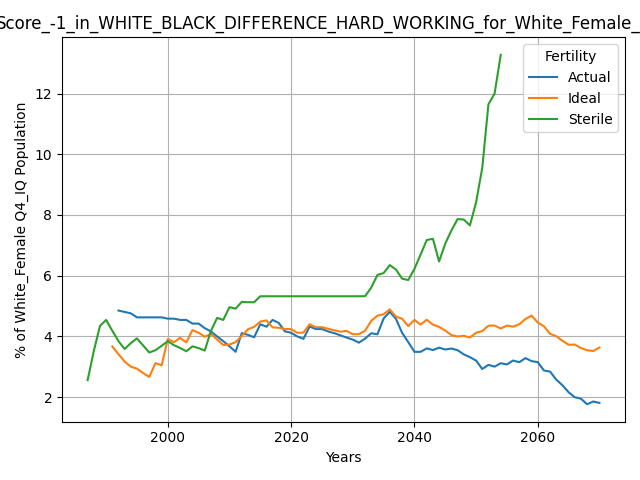 Score_-1_in_WHITE_BLACK_DIFFERENCE_HARD_WORKING_for_White_Female_
Fertility
Actual
Ideal
Sterile
% of White_Female Q4_IQ Population
12
10
8
6
4
2
2000 2020 2040 2060
Years